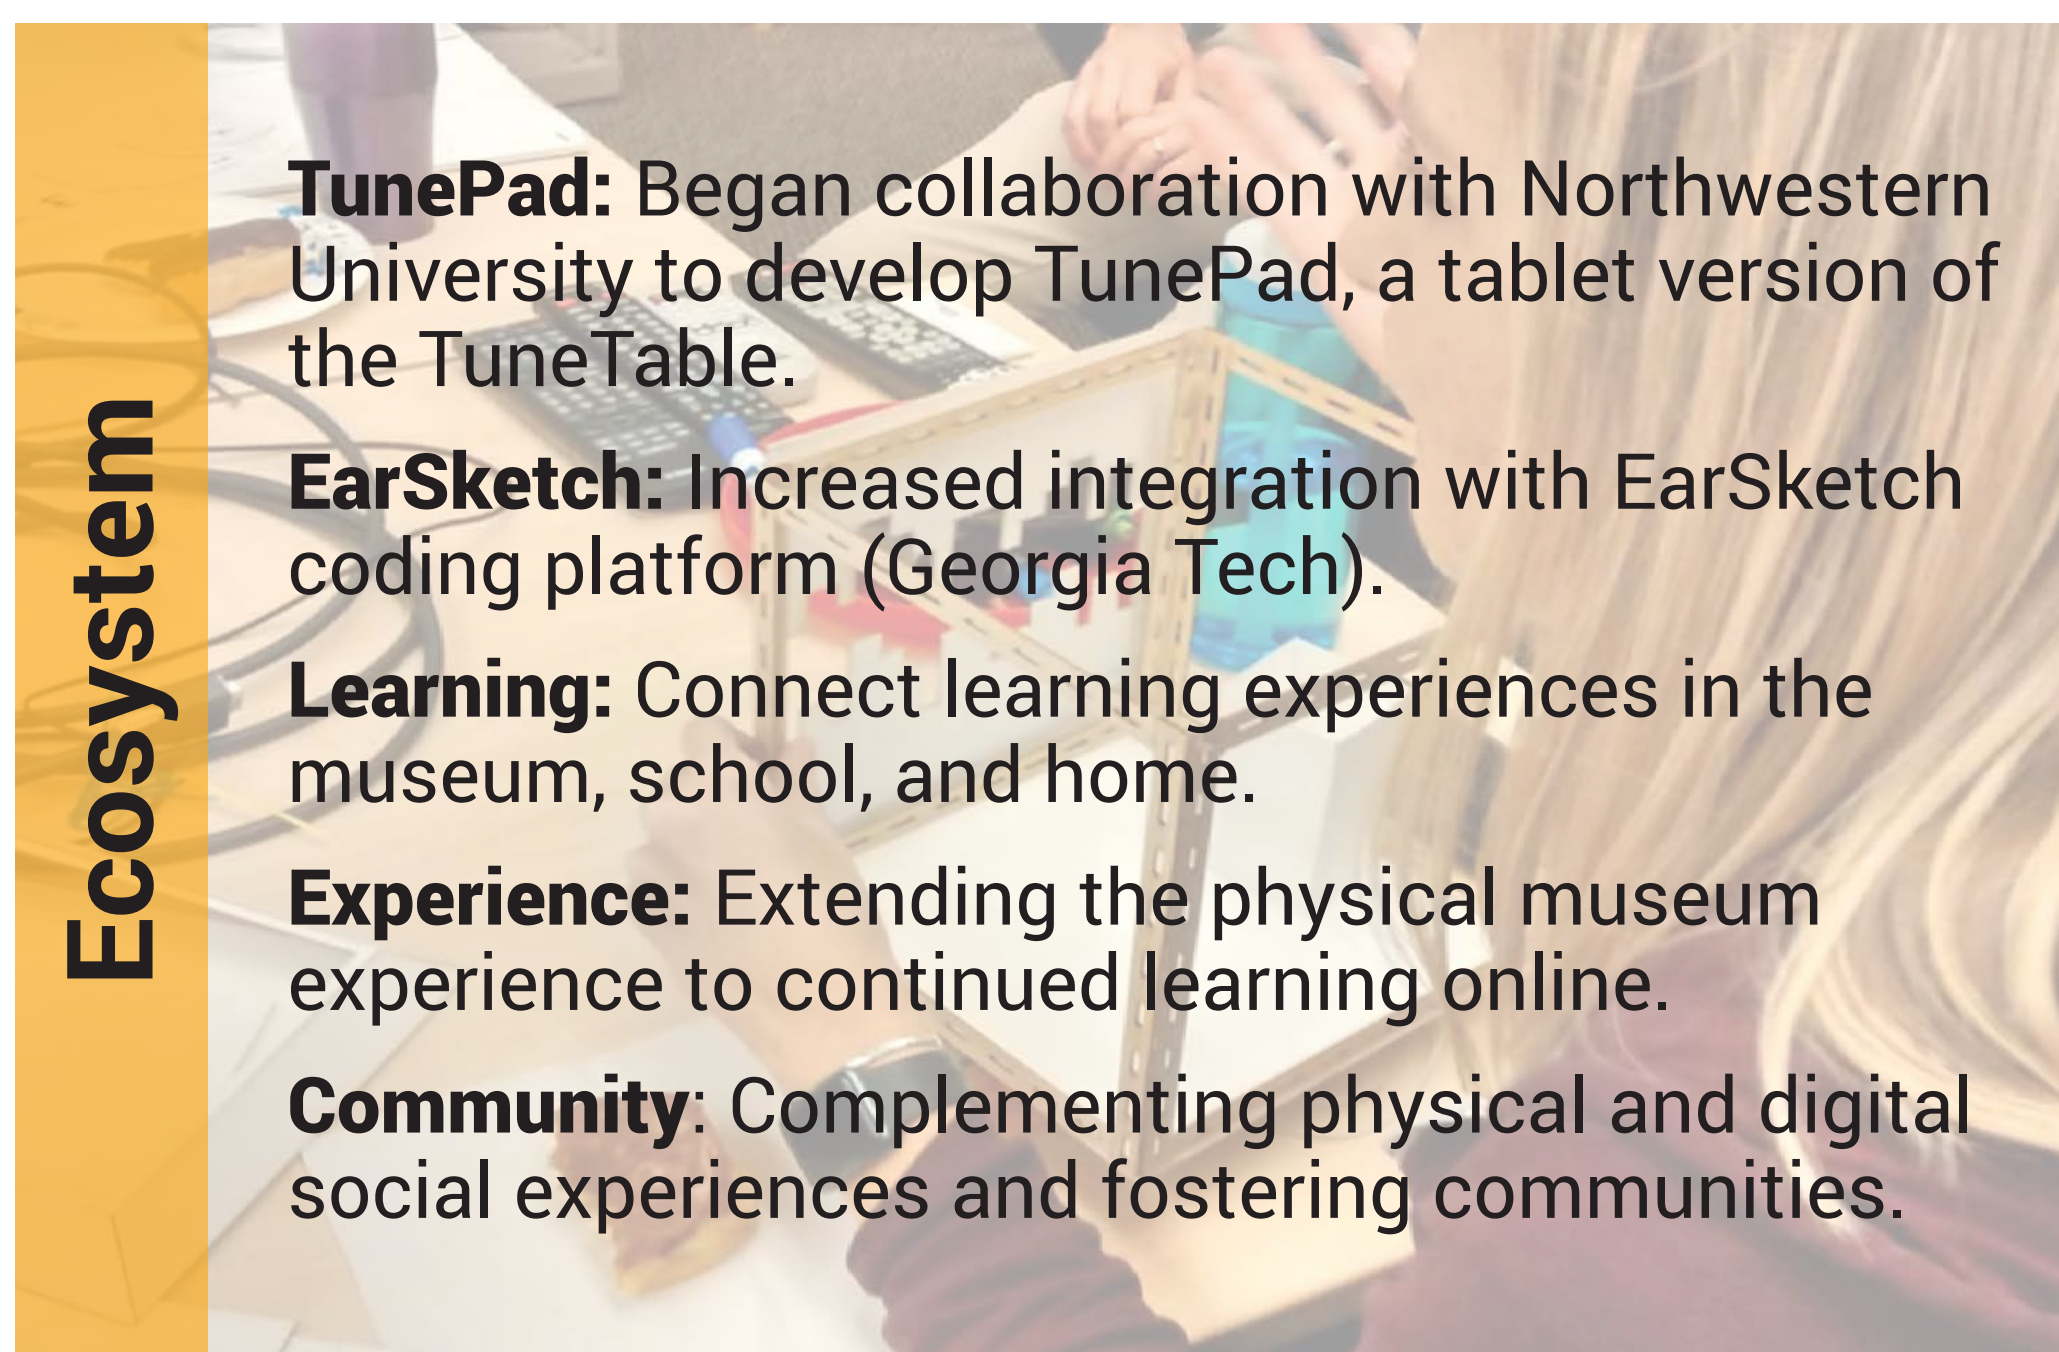 Ecosystem
TunePad: Began collaboration with Northwestern
University to develop TunePad, a tablet version of
the TuneTable.
EarSketch: Increased integration with EarSketch
coding platform (Georgia Tech).
Learning: Connect learning experiences in the
museum, school, and home.
Experience: Extending the physical museum
experience to continued learning online.
Community: Complementing physical and digital
social experiences and fostering communities.